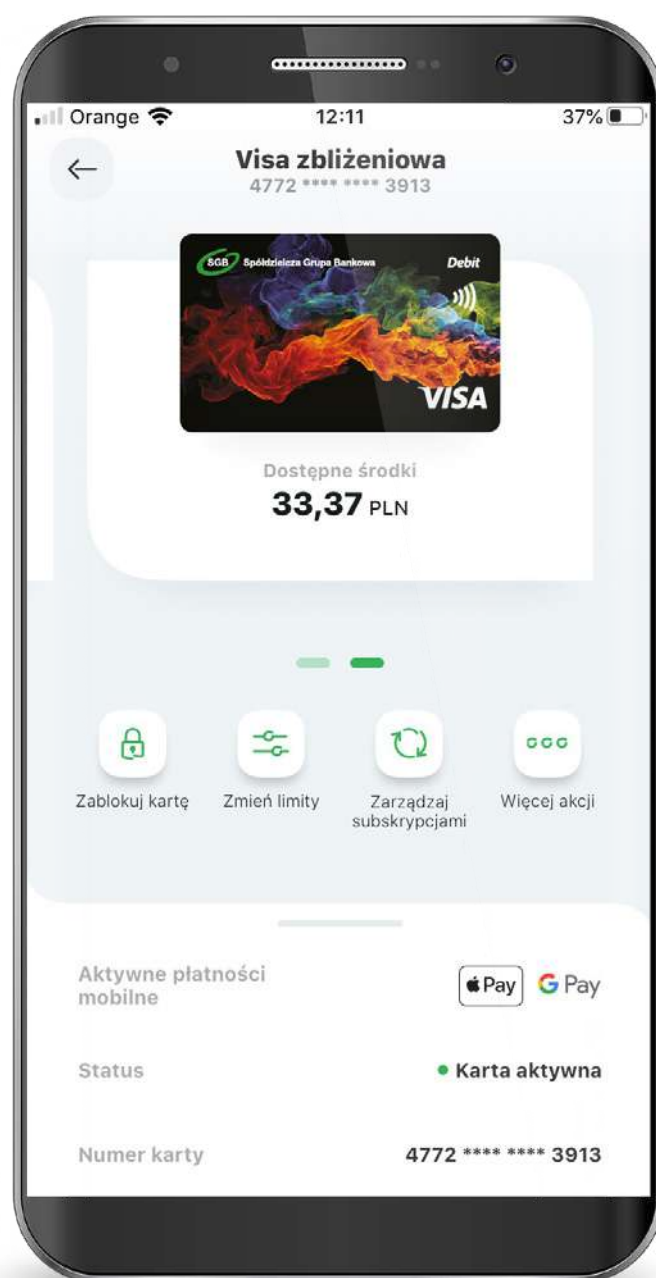 Orange 12:11 37%
Visa zbliżeniowa
4772 **** **** 3913
SGB Spółdzielcza Grupa Bankowa Debit
VISA
Dostępne środki
33,37 PLN
Zablokuj kartę Zmień limity Zarządzaj subskrypcjami Więcej akcji
Aktywne płatności
mobilne
Pay G Pay
Status Karta aktywna
Numer karty 4772 **** **** 3913